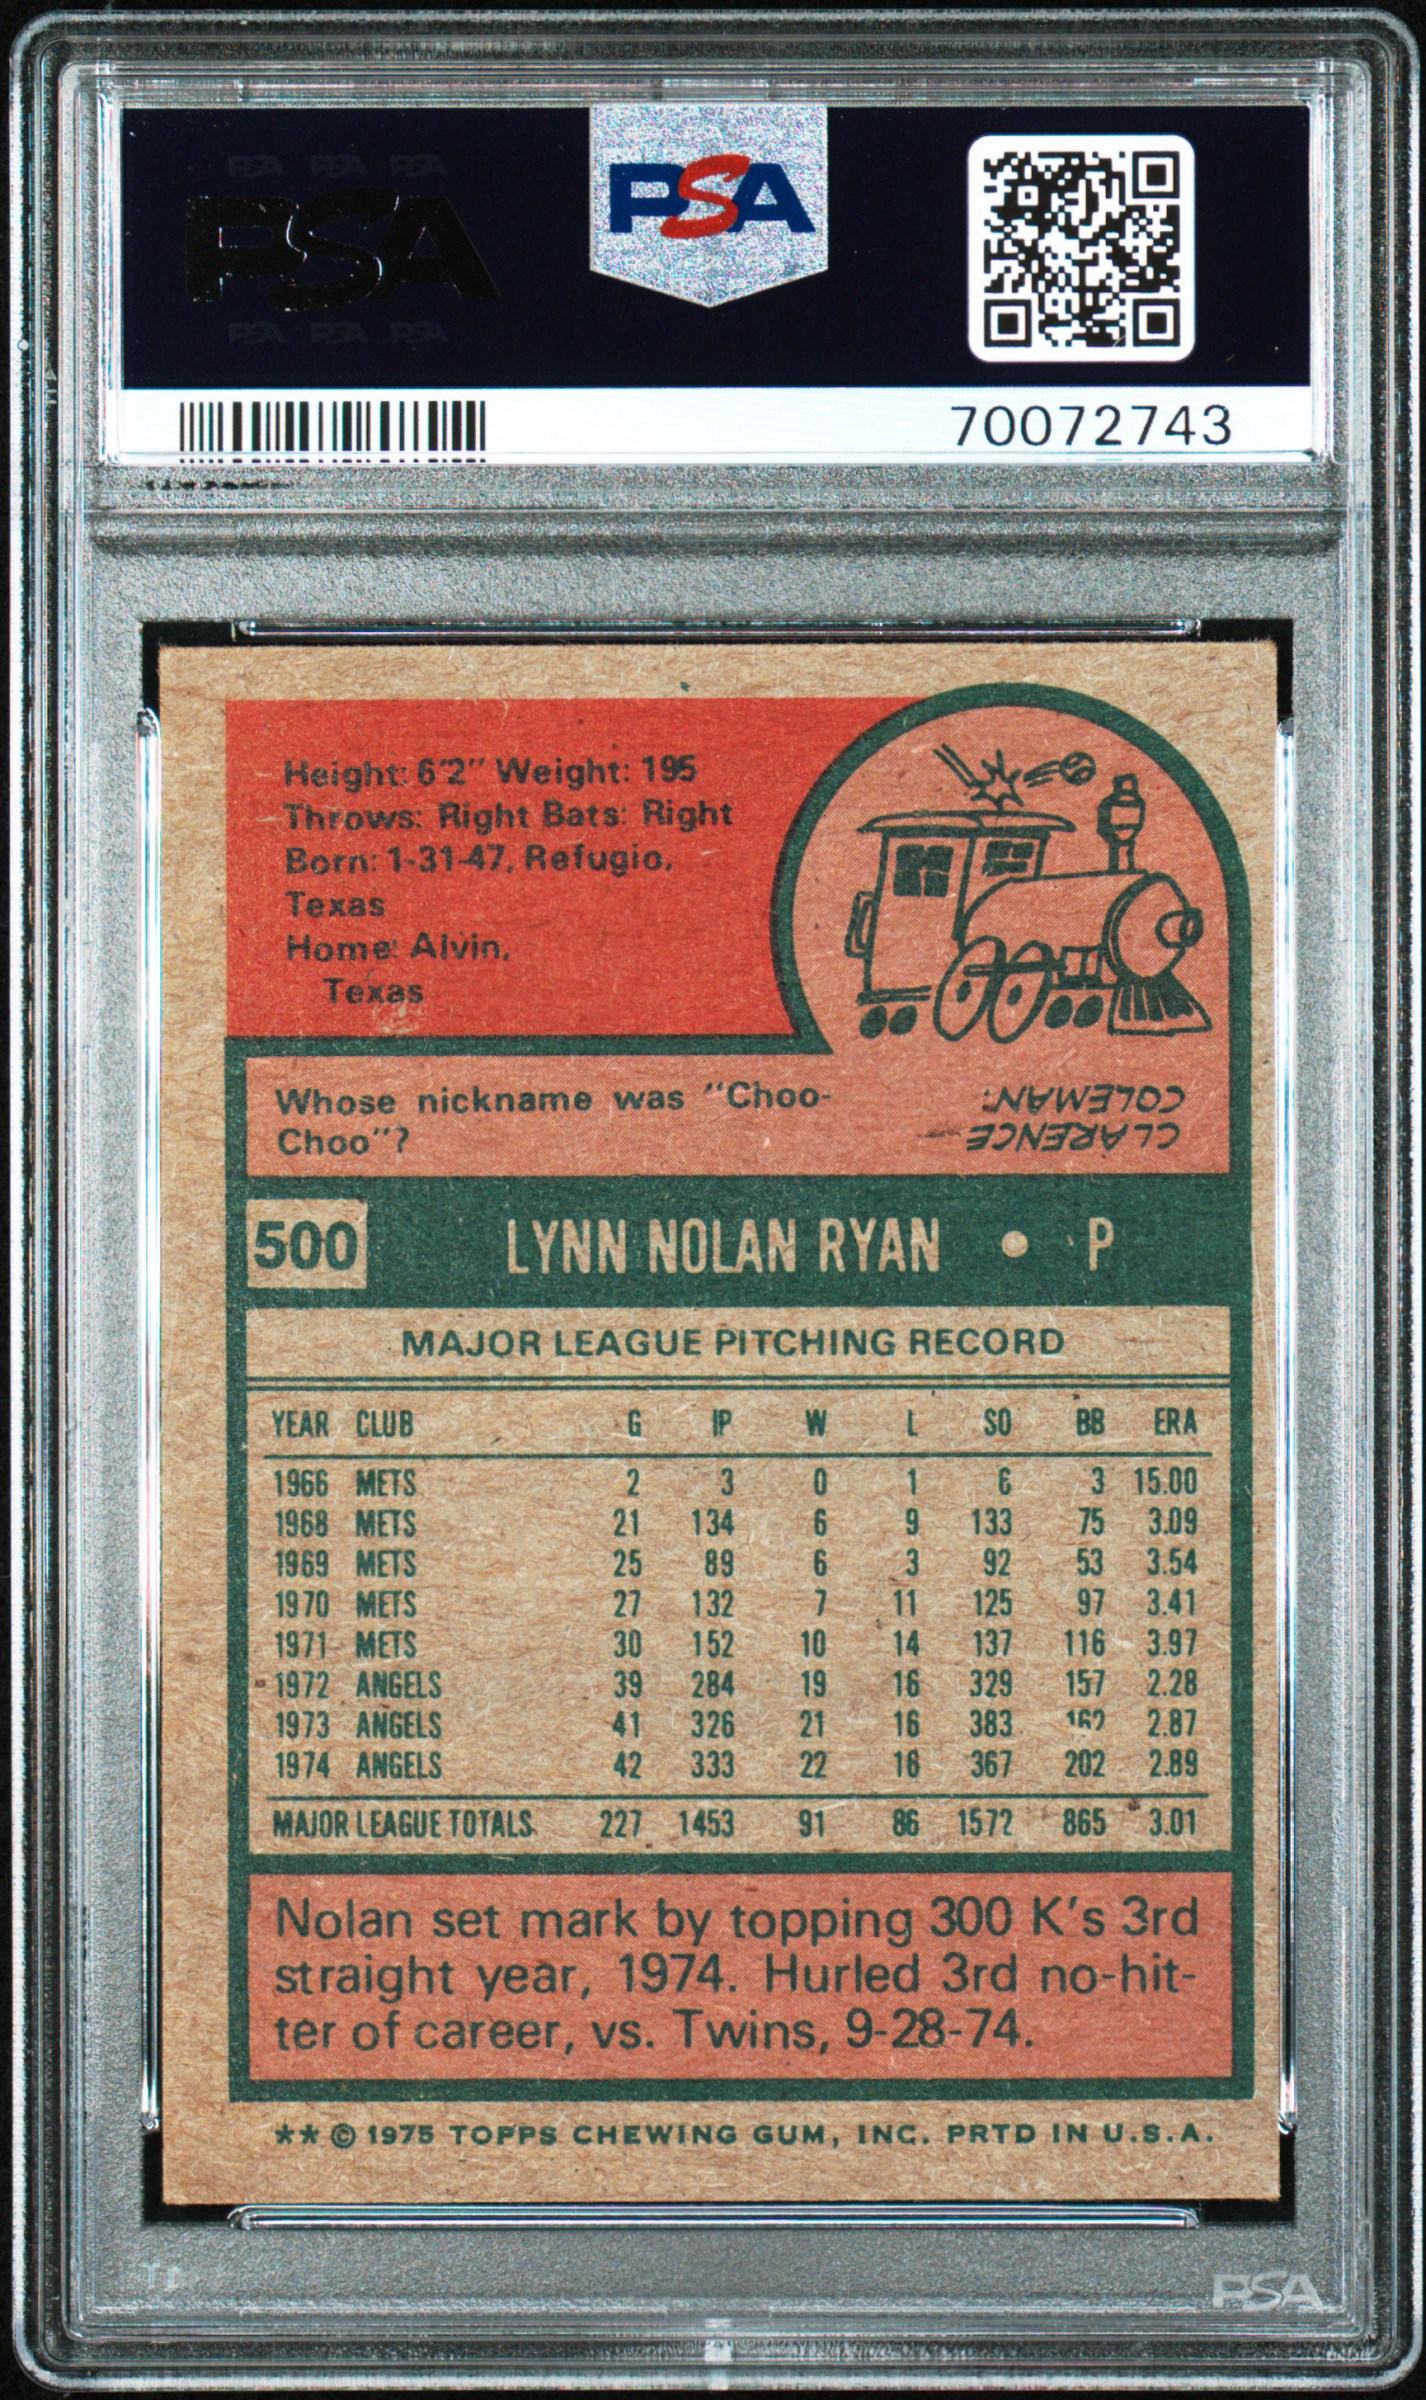 PSA PSA PSA
PSA
PSA PSA PSA
PSA
70072743
Height: 6'2" Weight: 195
Throws: Right Bats: Right
Born: 1-31-47, Refugio,
Texas
Home: Alvin,
Texas
Whose nickname was "Choo-
Choo"?
CLARENCE
COLEMAN.
500 LYNN NOLAN RYAN • P
MAJOR LEAGUE PITCHING RECORD
YEAR CLUB G IP W L SO BB ERA
1966 METS 2 3 0 1 6 3 15.00
1968 METS 21 134 6 9 133 75 3.09
1969 METS 25 89 6 3 92 53 3.54
1970 METS 27 132 7 11 125 97 3.41
1971 METS 30 152 10 14 137 116 3.97
1972 ANGELS 39 284 19 16 329 157 2.28
1973 ANGELS 41 326 21 16 383 162 2.87
1974 ANGELS 42 333 22 16 367 202 2.89
MAJOR LEAGUE TOTALS 227 1453 91 86 1572 865 3.01
Nolan set mark by topping 300 K's 3rd
straight year, 1974. Hurled 3rd no-hit-
ter of career, vs. Twins, 9-28-74.
** © 1975 TOPPS CHEWING GUM, INC. PRTD IN U.S.A.
PSA